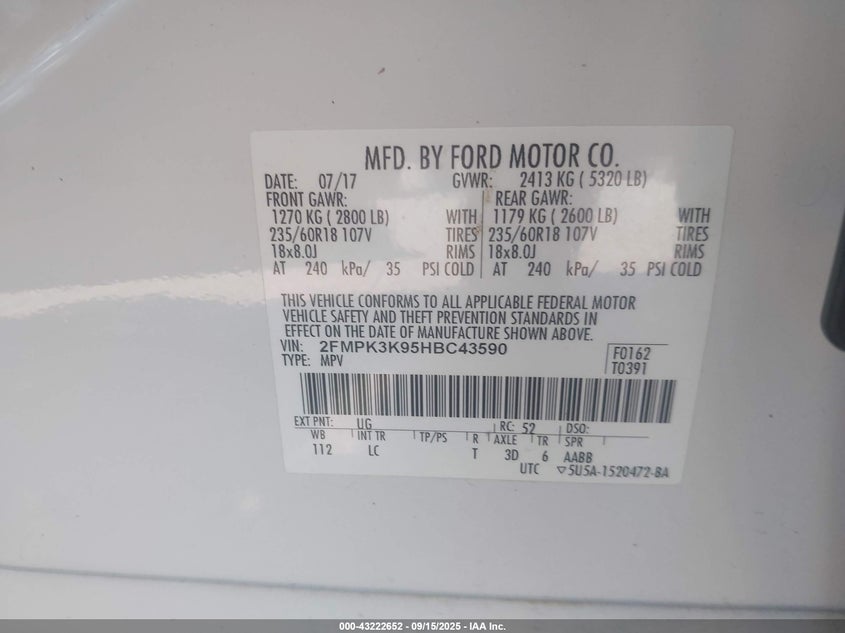 MFD. BY FORD MOTOR CO.
DATE: 07/17 GVWR: 2413 KG ( 5320 LB)
FRONT GAWR: REAR GAWR:
1270 KG ( 2800 LB) WITH 1179 KG ( 2600 LB) WITH
235/60R18 107V TIRES 235/60R18 107V TIRES
18x8.0J RIMS 18x8.0J RIMS
AT 240 kPa/ 35 PSI COLD AT 240 kPa/ 35 PSI COLD
THIS VEHICLE CONFORMS TO ALL APPLICABLE FEDERAL MOTOR
VEHICLE SAFETY AND THEFT PREVENTION STANDARDS IN
EFFECT ON THE DATE OF MANUFACTURE SHOWN ABOVE.
VIN: 2FMPK3K95HBC43590 F0162
TYPE: MPV T0391
EXT PNT: UG RC: 52 DSO:
WB INT TR TP/PS R AXLE TR SPR
112 LC T 3D 6 AABB
UTC ▽5U5A-1520472-BA
000-43222652 - 09/15/2025 - IAA Inc.